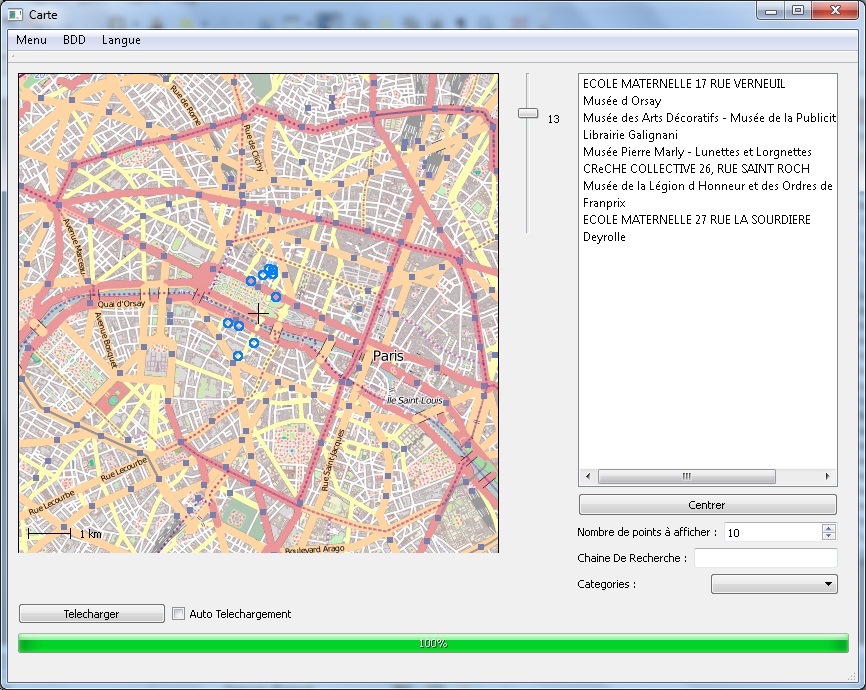 Carte
Menu BDD Langue
Rue de Rome
Rue de Clichy
Avenue Marceau
Quai d'Orsay
Avenue Bosquet
Paris
Île Saint-Louis
Rue Saint-Jacques
Rue Lecourbe
Rue Lecourbe
Boulevard Arago
1 km
13
ECOLE MATERNELLE 17 RUE VERNEUIL
Musée d Orsay
Musée des Arts Décoratifs - Musée de la Publicit
Librairie Galignani
Musée Pierre Marly - Lunettes et Lorgnettes
CReCHE COLLECTIVE 26, RUE SAINT ROCH
Musée de la Légion d Honneur et des Ordres de
Franprix
ECOLE MATERNELLE 27 RUE LA SOURDIERE
Deyrolle
Centrer
Nombre de points à afficher : 10
Chaine De Recherche :
Categories :
Telecharger Auto Telechargement
100%